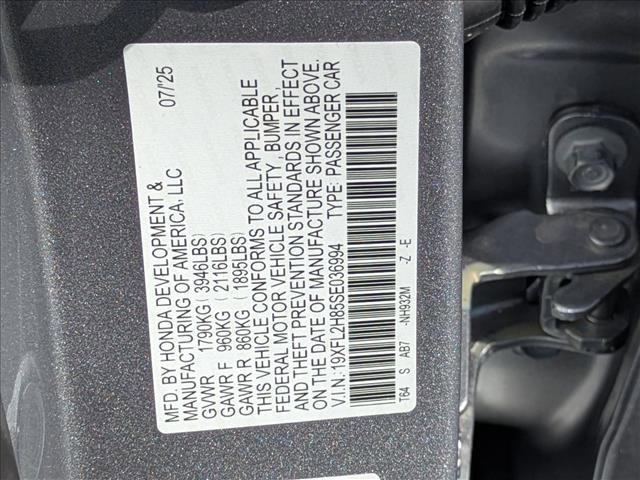 MFD. BY HONDA DEVELOPMENT & 07/'25
MANUFACTURING OF AMERICA, LLC
GVWR 1790KG ( 3946LBS)
GAWR F 960KG ( 2116LBS)
GAWR R 860KG ( 1896LBS)
THIS VEHICLE CONFORMS TO ALL APPLICABLE
FEDERAL MOTOR VEHICLE SAFETY, BUMPER,
AND THEFT PREVENTION STANDARDS IN EFFECT
ON THE DATE OF MANUFACTURE SHOWN ABOVE.
V.I.N.: 19XFL2H85SE036994 TYPE: PASSENGER CAR
T64 S AB7 -NH932M -Z -E